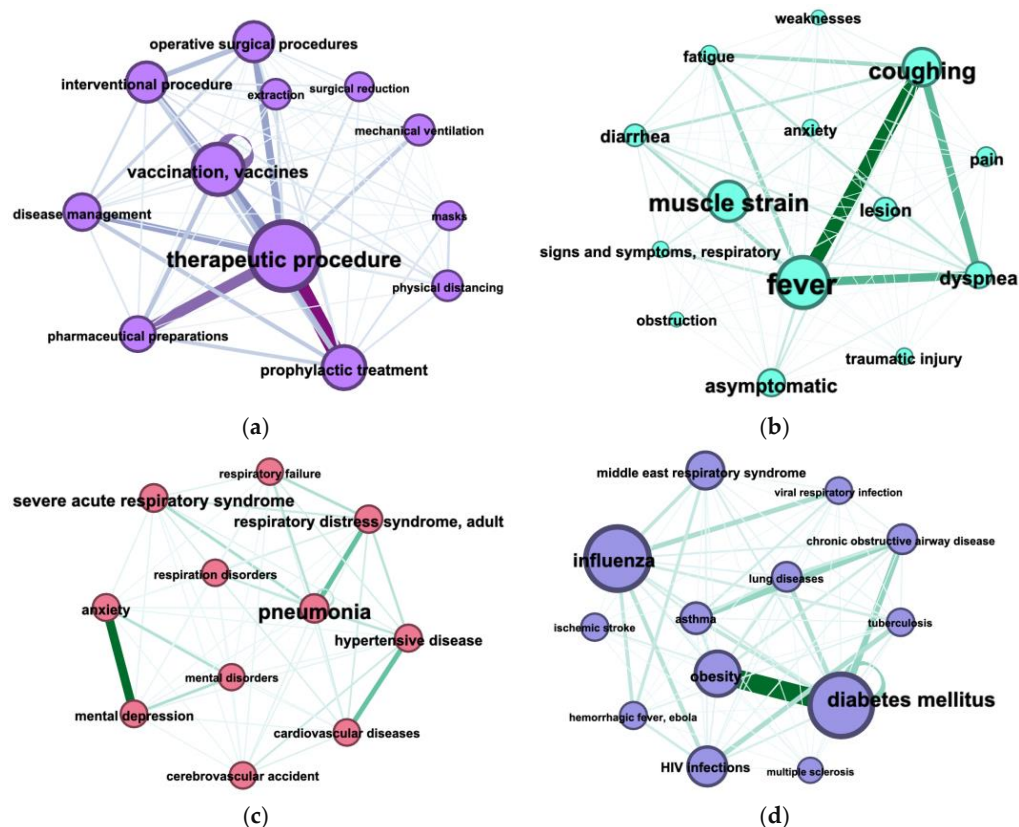 operative surgical procedures
interventional procedure
extraction
surgical reduction
mechanical ventilation
vaccination, vaccines
disease management
masks
therapeutic procedure
physical distancing
pharmaceutical preparations
prophylactic treatment
(a)
weaknesses
fatigue
coughing
diarrhea
anxiety
pain
muscle strain
lesion
signs and symptoms, respiratory
fever
dyspnea
obstruction
traumatic injury
asymptomatic
(b)
respiratory failure
severe acute respiratory syndrome
respiratory distress syndrome, adult
respiration disorders
anxiety
pneumonia
hypertensive disease
mental disorders
mental depression
cardiovascular diseases
cerebrovascular accident
(c)
middle east respiratory syndrome
viral respiratory infection
chronic obstructive airway disease
influenza
lung diseases
asthma
tuberculosis
ischemic stroke
obesity
diabetes mellitus
hemorrhagic fever, ebola
HIV infections
multiple sclerosis
(d)